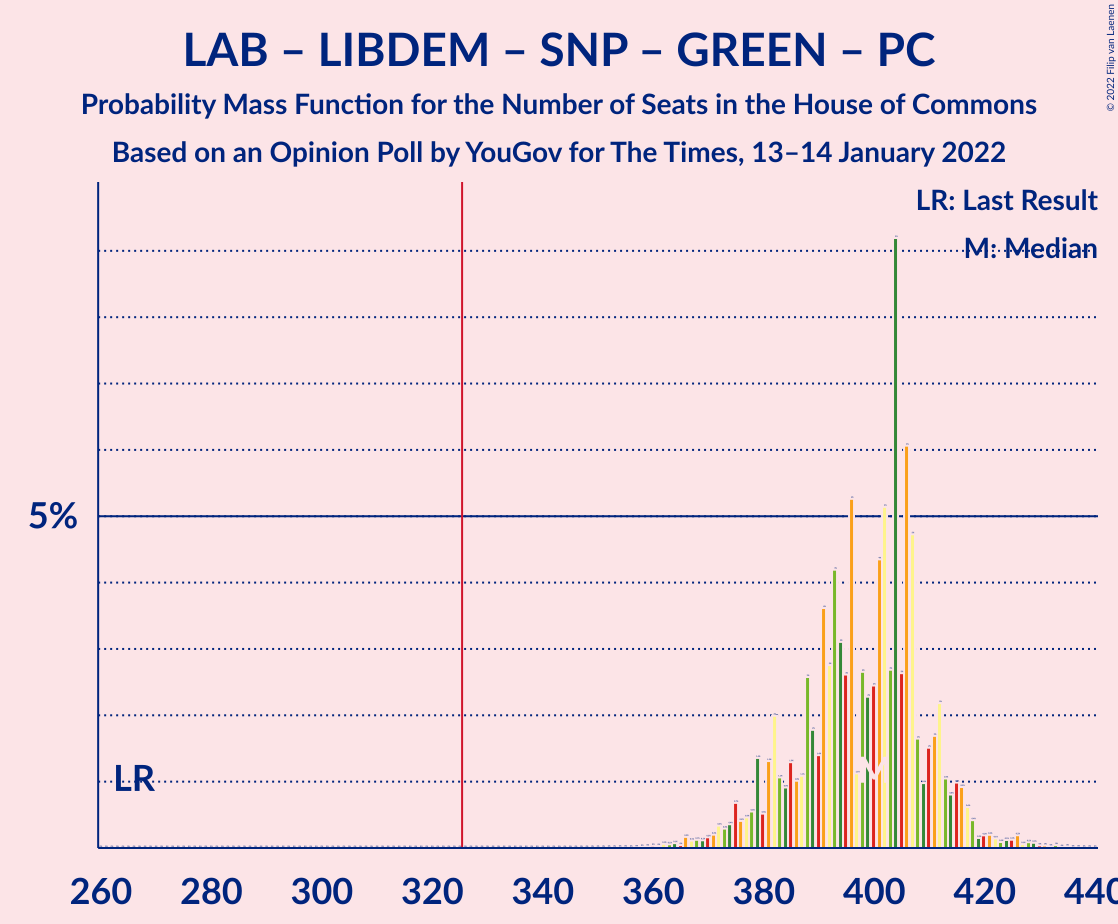 LAB – LIBDEM – SNP – GREEN – PC
Probability Mass Function for the Number of Seats in the House of Commons
Based on an Opinion Poll by YouGov for The Times, 13–14 January 2022
© 2022 Filip van Laenen
LR: Last Result
M: Median
5%
LR
260 280 300 320 340 360 380 400 420 440